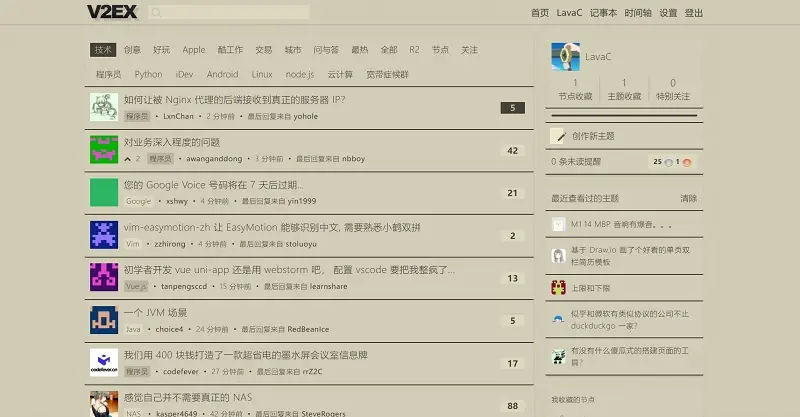 V2EX
首页 LavaC 记事本 时间轴 设置 登出
技术 创意 好玩 Apple 酷工作 交易 城市 问与答 最热 全部 R2 节点 关注
程序员 Python iDev Android Linux node.js 云计算 宽带症候群
如何让被 Nginx 代理的后端接收到真正的服务器 IP?
程序员 • LxnChan • 2 分钟前 • 最后回复来自 yohole
5
对业务深入程度的问题
2 程序员 • awanganddong • 3 分钟前 • 最后回复来自 nbboy
42
您的 Google Voice 号码将在 7 天后过期...
Google • xshwy • 4 分钟前 • 最后回复来自 yin1999
21
vim-easymotion-zh 让 EasyMotion 能够识别中文, 需要熟悉小鹤双拼
Vim • zzhirong • 4 分钟前 • 最后回复来自 stoluoyu
2
初学者开发 vue uni-app 还是用 webstorm 吧， 配置 vscode 要把我整疯了...
Vue.js • tanpengsccd • 15 分钟前 • 最后回复来自 learnshare
13
一个 JVM 场景
Java • choice4 • 24 分钟前 • 最后回复来自 RedBeanIce
5
codefever.cn
我们用 400 块钱打造了一款超省电的墨水屏会议室信息牌
程序员 • codefever • 27 分钟前 • 最后回复来自 rrZ2C
17
感觉自己并不需要真正的 NAS
NAS • kasper4649 • 42 分钟前 • 最后回复来自 SteveRogers
88
LavaC
1 1 0
节点收藏 主题收藏 特别关注
创作新主题
0 条未读提醒
25 1
最近查看过的主题 清除
M1 14 MBP 音响有爆音。。。
基于 Draw.io 画了个好看的单页双
栏简历模板
上限和下限
似乎和微软有类似协议的公司不止
duckduckgo 一家?
有没有什么傻瓜式的搭建页面的工
具?
我收藏的节点